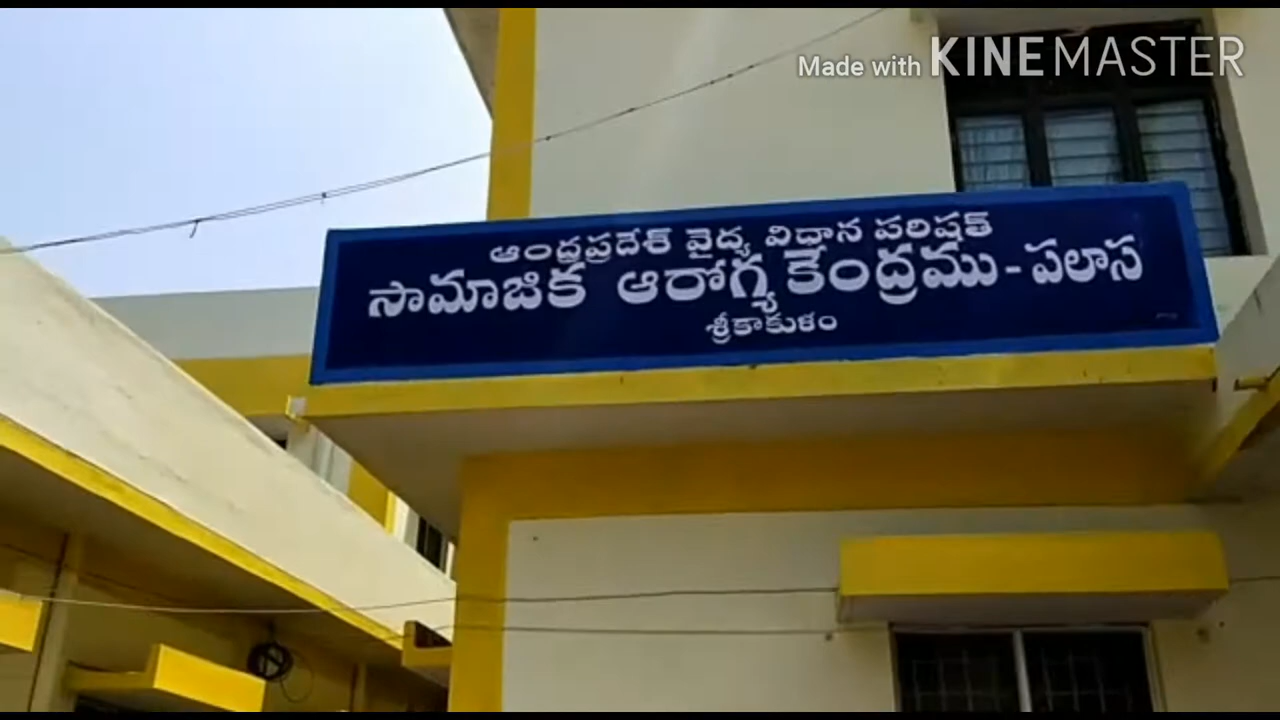 Made with KINEMASTER
ఆంధ్రప్రదేశ్ వైద్య విధాన పరిషత్
సామాజిక ఆరోగ్య కేంద్రము - పలాస
శ్రీకాకుళం